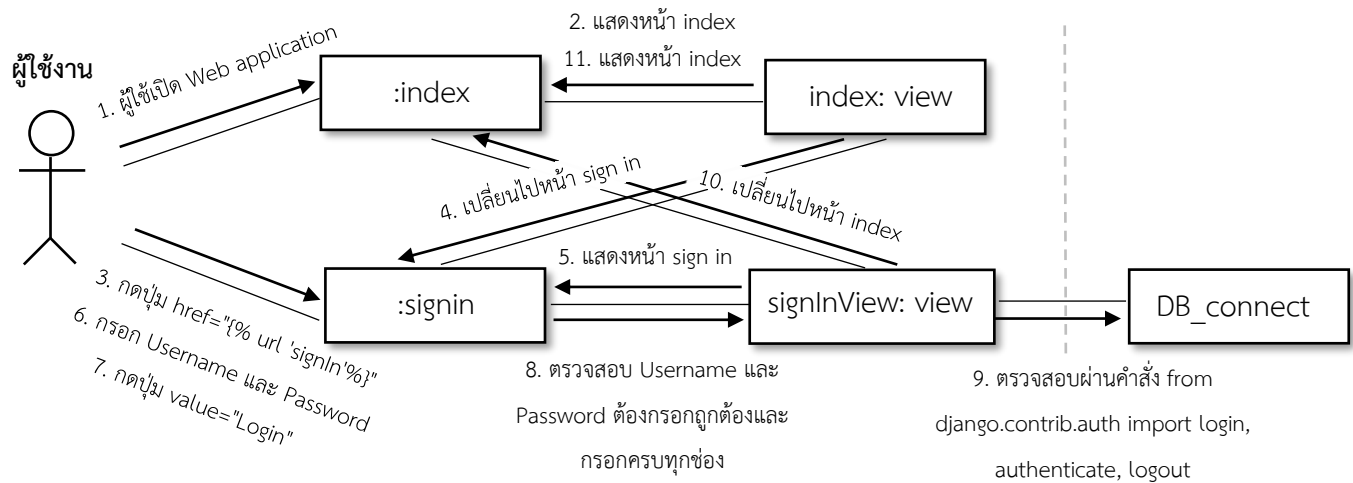 2. แสดงหน้า index
11. แสดงหน้า index
ผู้ใช้งาน
1. ผู้ใช้เปิด Web application
:index
index: view
4. เปลี่ยนไปหน้า sign in
10. เปลี่ยนไปหน้า index
5. แสดงหน้า sign in
:signin
signInView: view
DB_connect
3. กดปุ่ม href="{% url 'signIn'%}"
6. กรอก Username และ Password
7. กดปุ่ม value="Login"
8. ตรวจสอบ Username และ
Password ต้องกรอกถูกต้องและ
กรอกครบทุกช่อง
9. ตรวจสอบผ่านคำสั่ง from
django.contrib.auth import login,
authenticate, logout